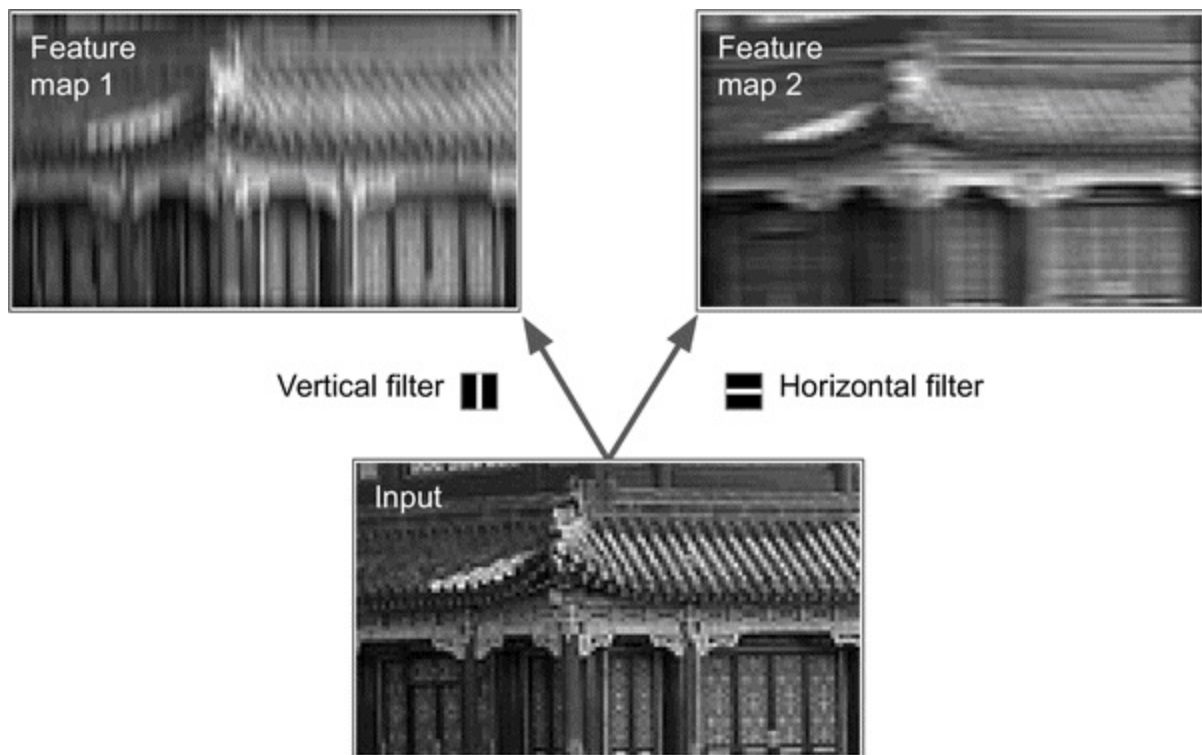 Feature
map 1
Feature
map 2
Vertical filter
Horizontal filter
Input